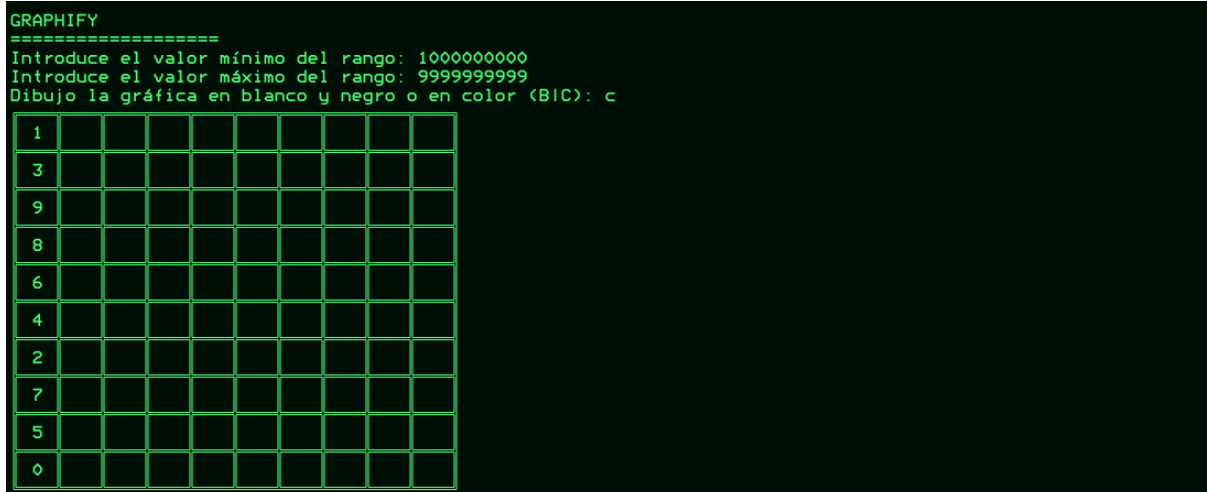 GRAPHIFY
===================
Introduce el valor mínimo del rango: 1000000000
Introduce el valor máximo del rango: 9999999999
Dibujo la gráfica en blanco y negro o en color (B|C): c
1
3
9
8
6
4
2
7
5
0